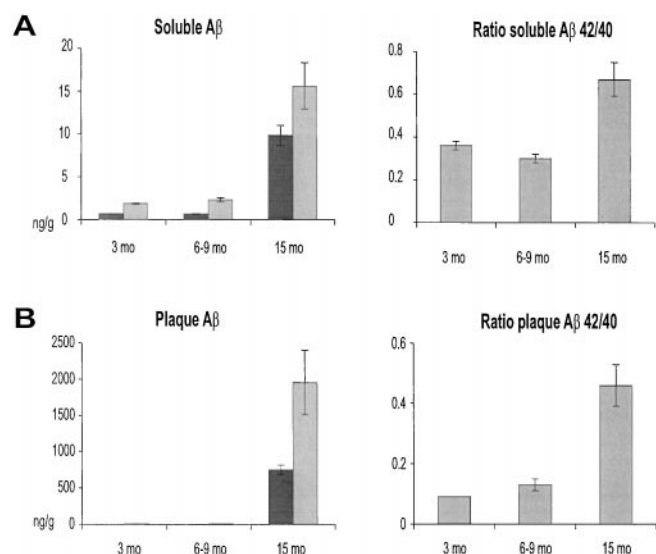 A
Soluble Aβ
20
15
10
5
0
ng/g
3 mo
6-9 mo
15 mo
Ratio soluble Aβ 42/40
0.8
0.6
0.4
0.2
0
3 mo
6-9 mo
15 mo
B
Plaque Aβ
2500
2000
1500
1000
500
0
ng/g
3 mo
6-9 mo
15 mo
Ratio plaque Aβ 42/40
0.6
0.4
0.2
0
3 mo
6-9 mo
15 mo